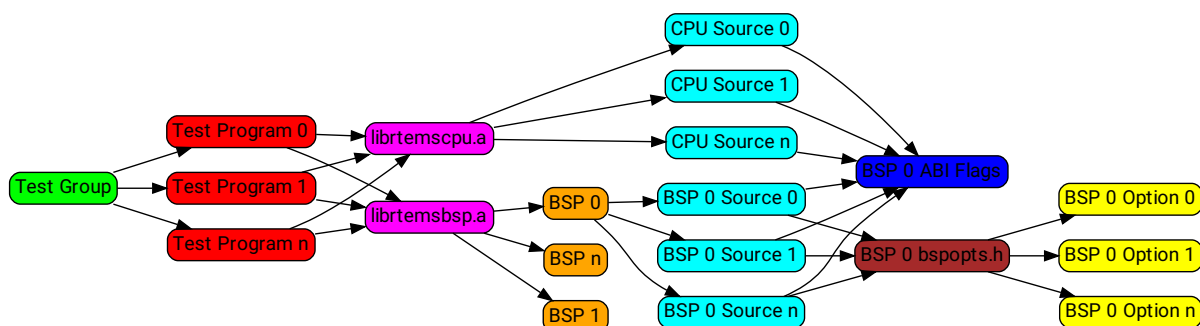 Test Group
Test Program 0
Test Program 1
Test Program n
librtemscpu.a
librtemsbsp.a
BSP 0
BSP n
BSP 1
CPU Source 0
CPU Source 1
CPU Source n
BSP 0 Source 0
BSP 0 Source 1
BSP 0 Source n
BSP 0 ABI Flags
BSP 0 bspopts.h
BSP 0 Option 0
BSP 0 Option 1
BSP 0 Option n